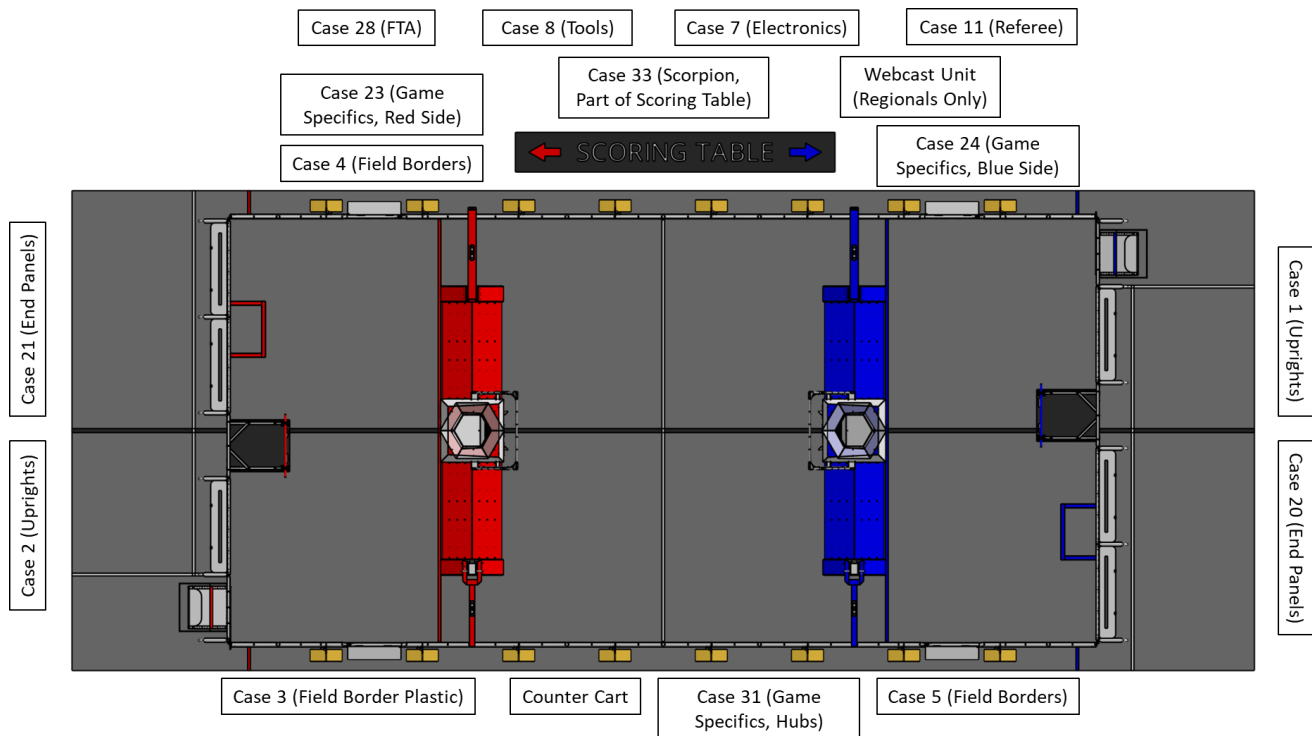 Case 28 (FTA)
Case 8 (Tools)
Case 7 (Electronics)
Case 11 (Referee)
Case 23 (Game
Specifics, Red Side)
Case 33 (Scorpion,
Part of Scoring Table)
Webcast Unit
(Regionals Only)
Case 4 (Field Borders)
SCORING TABLE
Case 24 (Game
Specifics, Blue Side)
Case 21 (End Panels)
Case 2 (Uprights)
Case 1 (Uprights)
Case 20 (End Panels)
Case 3 (Field Border Plastic)
Counter Cart
Case 31 (Game
Specifics, Hubs)
Case 5 (Field Borders)